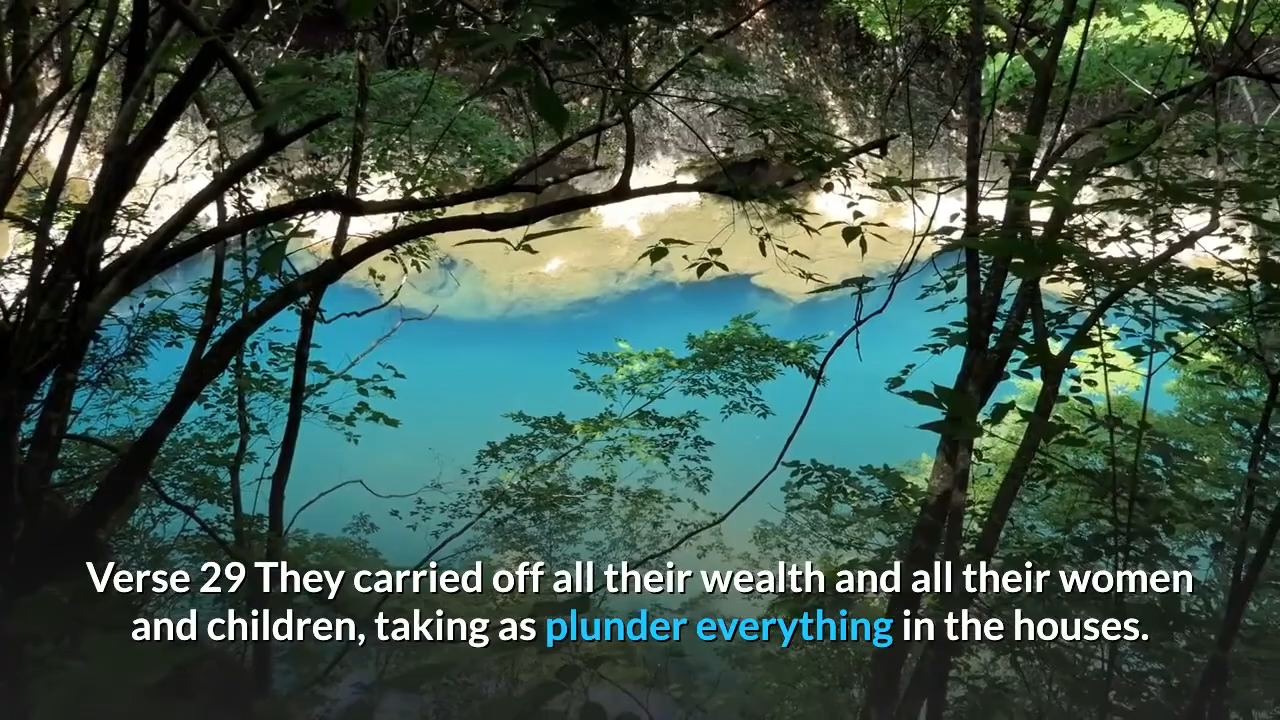 Verse 29 They carried off all their wealth and all their women
and children, taking as plunder everything in the houses.